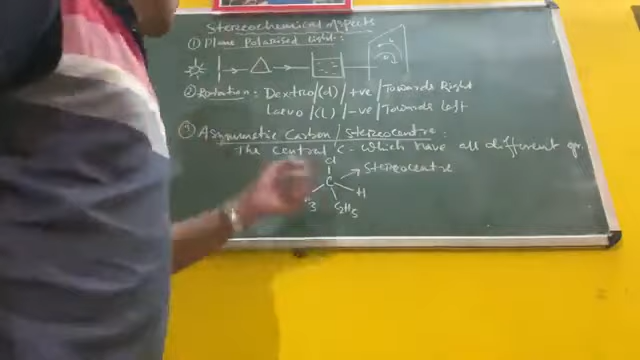 Stereochemical Aspects
① Plane Polarised Light:
② Rotation: Dextro/(d)/+ve/Towards Right
Laevo/(L)/-ve/Towards Left
③ Asymmetric Carbon/Stereocentre:
The Central 'C' which have all different gr.
Cl
C → Stereocentre
H
3 C₂H₅